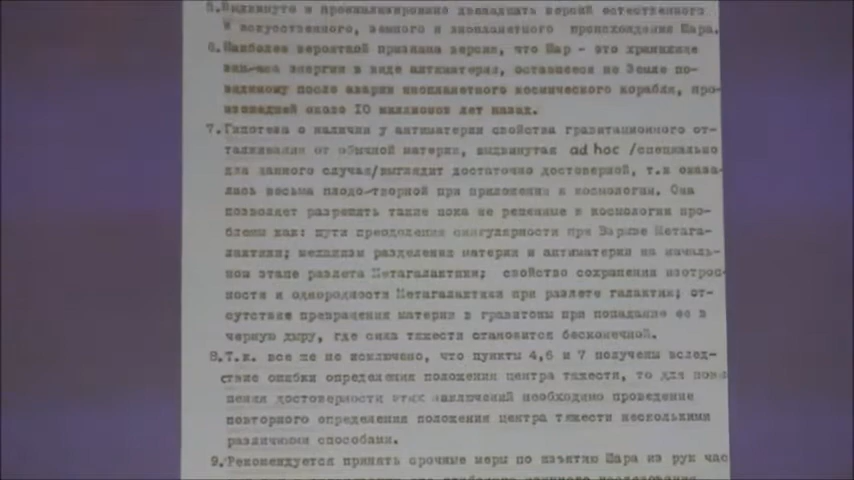 5.Выдвинуто и проанализировано двенадцать версий естественного
и искусственного, земного и инопланетного происхождения Шара.
6.Наиболее вероятной признана версия, что Шар - это хранилище
энергии в виде антиматерии, оставшееся на Земле по-
видимому после аварии инопланетного космического корабля, про-
изошедшей около 10 миллионов лет назад.
7.Гипотеза о наличии у антиматерии свойства гравитационного от-
талкивания от обычной материи, выдвинутая ad hoc /специально
для данного случая/выглядит достаточно достоверной, т.к оказа-
лась весьма плодо-творной при приложении к космологии. Она
позволяет разрешить такие пока не решенные в космологии про-
блемы как: пути преодоления сингулярности при Взрыве Метага-
лактики; механизм разделения материи и антиматерии на началь-
ном этапе разлета Метагалактики; свойство сохранения изотроп-
ности и однородности Метагалактики при разлете галактик; от-
сутствие превращения материи в гравитоны при попадании ее в
черную дыру, где сила тяжести становится бесконечной.
8.Т.к. все же не исключено, что пункты 4,6 и 7 получены вслед-
ствие ошибки определения положения центра тяжести, то для повы-
шения достоверности этих заключений необходимо проведение
повторного определения положения центра тяжести несколькими
различными способами.
9.Рекомендуется принять срочные меры по изъятию Шара из рук час